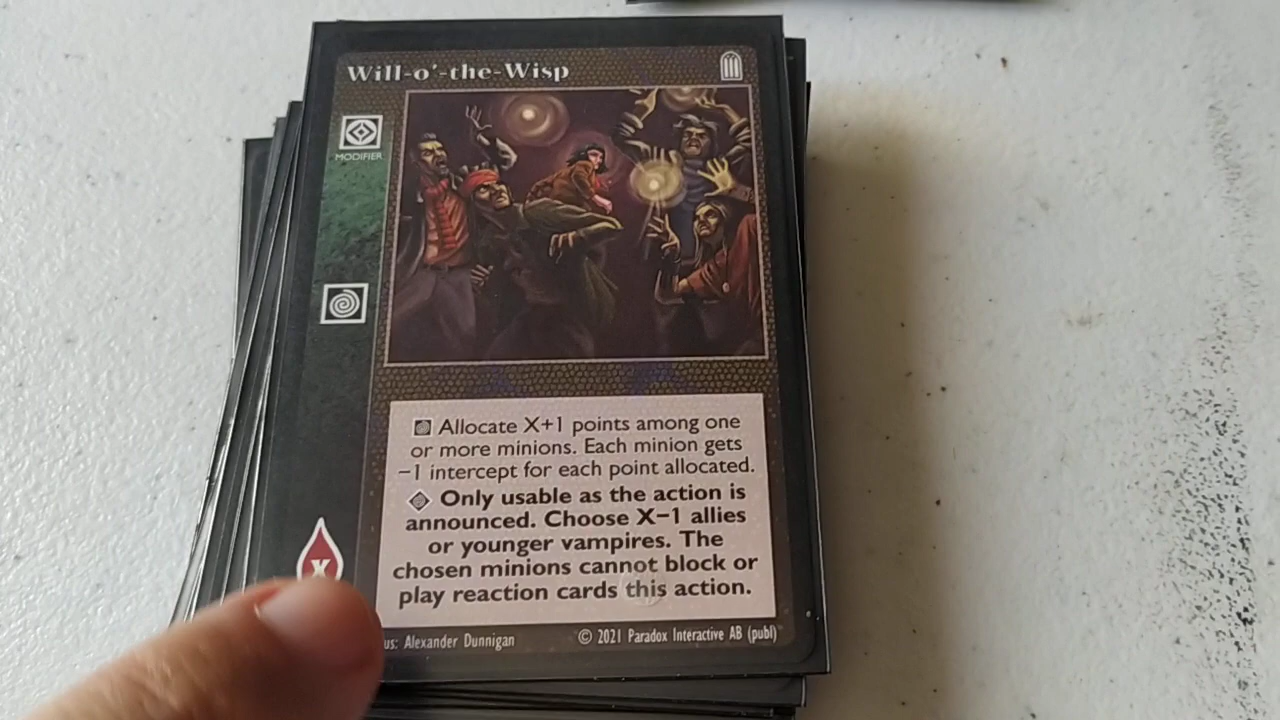 Will-o'-the-Wisp
MODIFIER
Allocate X+1 points among one
or more minions. Each minion gets
−1 intercept for each point allocated.
Only usable as the action is
announced. Choose X−1 allies
or younger vampires. The
chosen minions cannot block or
play reaction cards this action.
X
us: Alexander Dunnigan
© 2021 Paradox Interactive AB (publ)